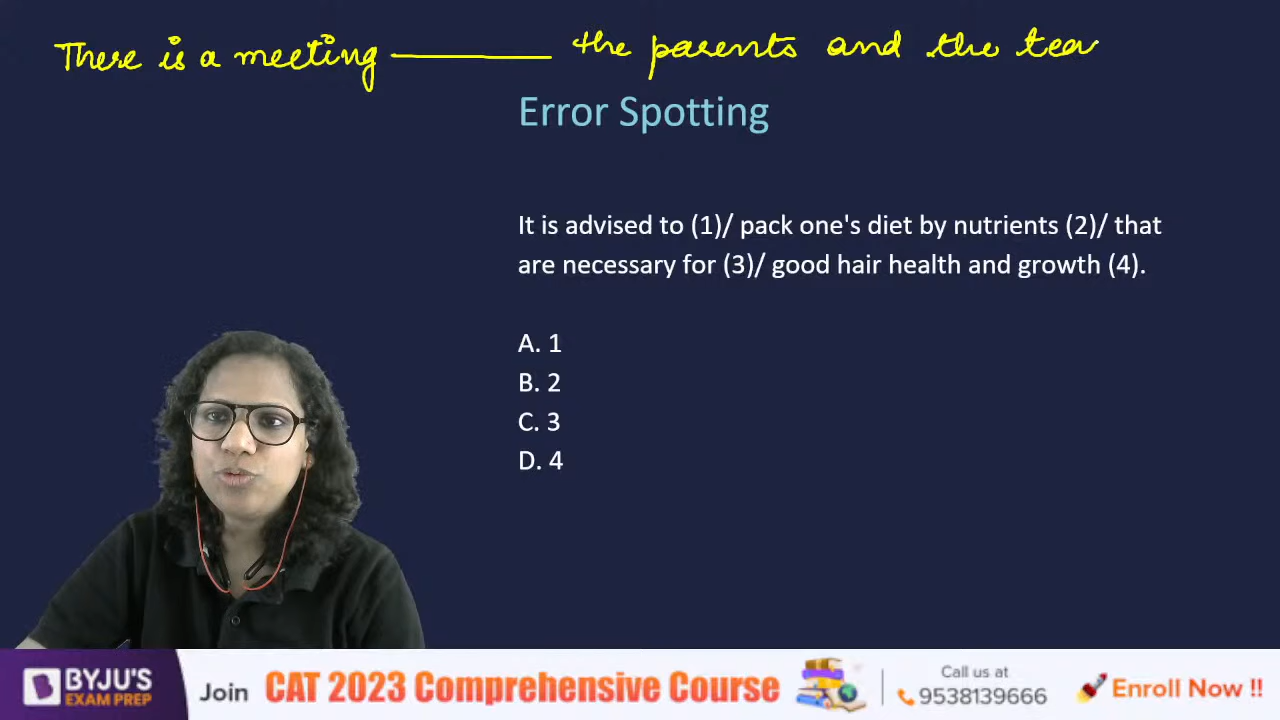 There is a meeting ________ the parents and the tea
Error Spotting
It is advised to (1)/ pack one's diet by nutrients (2)/ that
are necessary for (3)/ good hair health and growth (4).
A. 1
B. 2
C. 3
D. 4
BYJU'S
EXAM PREP
Join CAT 2023 Comprehensive Course
Call us at
9538139666
Enroll Now !!